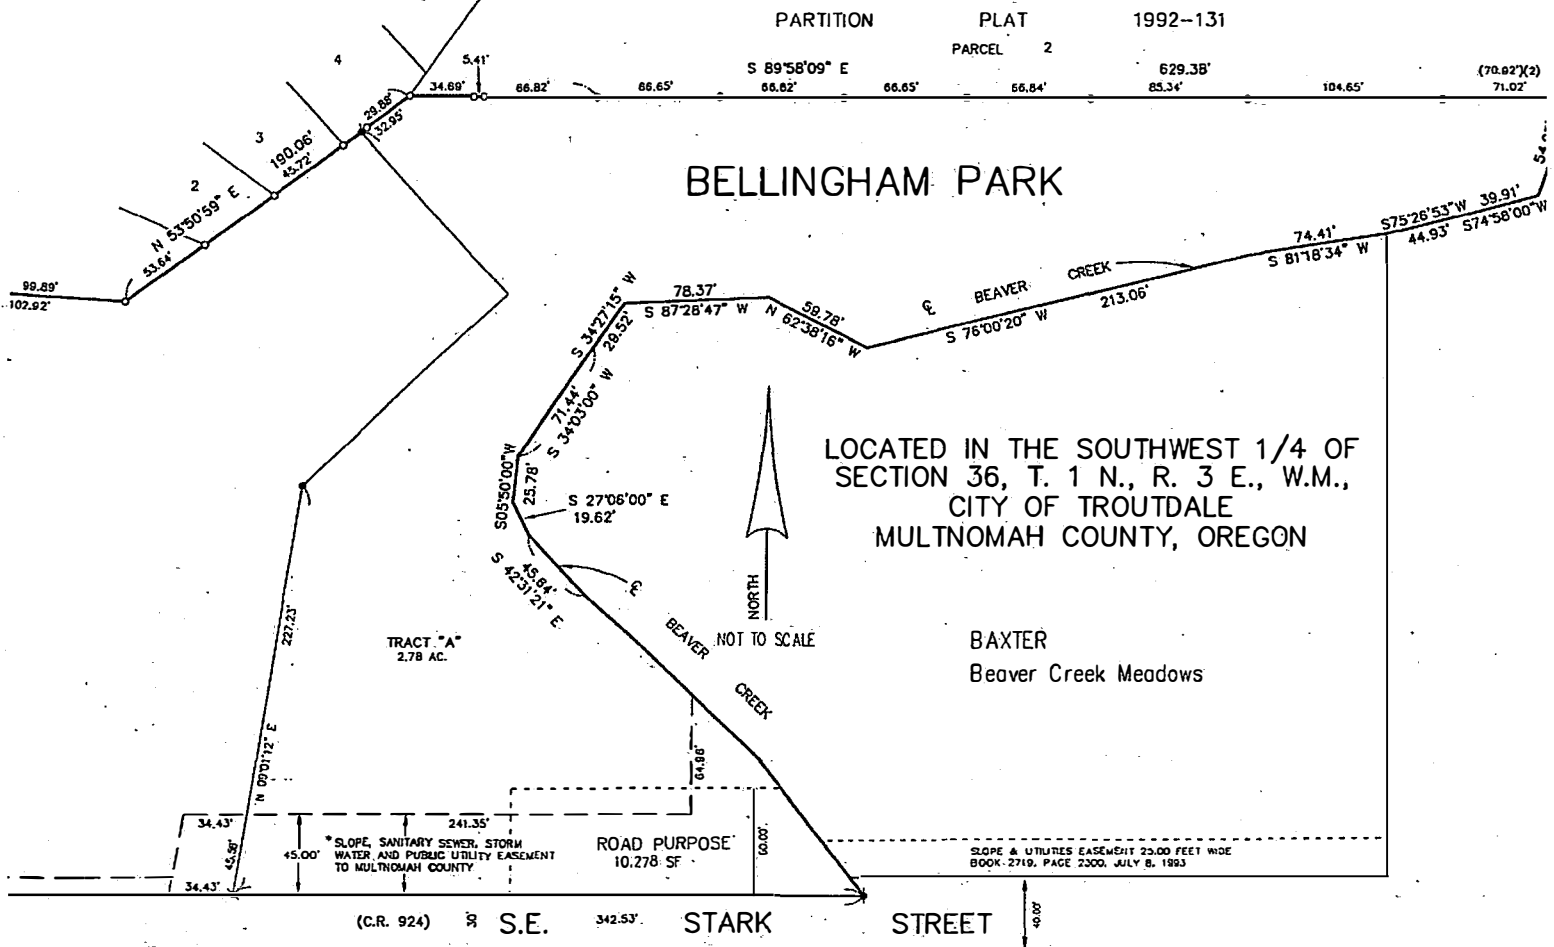 PARTITION PLAT 1992-131
PARCEL 2
S 89°58'09" E 629.38'
34.69' 5.41' 66.82' 66.65' 66.62' 66.65' 66.84' 85.34' 104.65' 71.02'
(70.92')(2)
4
3
2
29.88'
32.95'
190.06'
45.72'
N 53°50'59" E
53.64'
99.89'
102.92'
BELLINGHAM PARK
S75°26'53"W 39.91'
44.93' S74°58'00"W
74.41'
S 81°18'34" W
℄ BEAVER CREEK
213.06'
S 76°00'20" W
59.78'
N 62°38'16" W
78.37'
S 87°28'47" W
S 34°27'15" W
29.52'
71.44'
S 34°03'00" W
S05°50'00"W
25.78'
S 27°06'00" E
19.62'
45.84'
S 42°31'21" E
℄
BEAVER
CREEK
LOCATED IN THE SOUTHWEST 1/4 OF
SECTION 36, T. 1 N., R. 3 E., W.M.,
CITY OF TROUTDALE
MULTNOMAH COUNTY, OREGON
NORTH
NOT TO SCALE
BAXTER
Beaver Creek Meadows
TRACT "A"
2.78 AC.
227.23'
N 09°01'12" E
64.98'
34.43'
241.35'
45.58'
45.00'
*SLOPE, SANITARY SEWER, STORM
WATER AND PUBLIC UTILITY EASEMENT
TO MULTNOMAH COUNTY
ROAD PURPOSE
10,278 SF
60.00'
SLOPE & UTILITIES EASEMENT 25.00 FEET WIDE
BOOK 2719, PAGE 2300, JULY 8, 1993
34.43'
(C.R. 924) S.E. 342.53' STARK STREET
40.00'